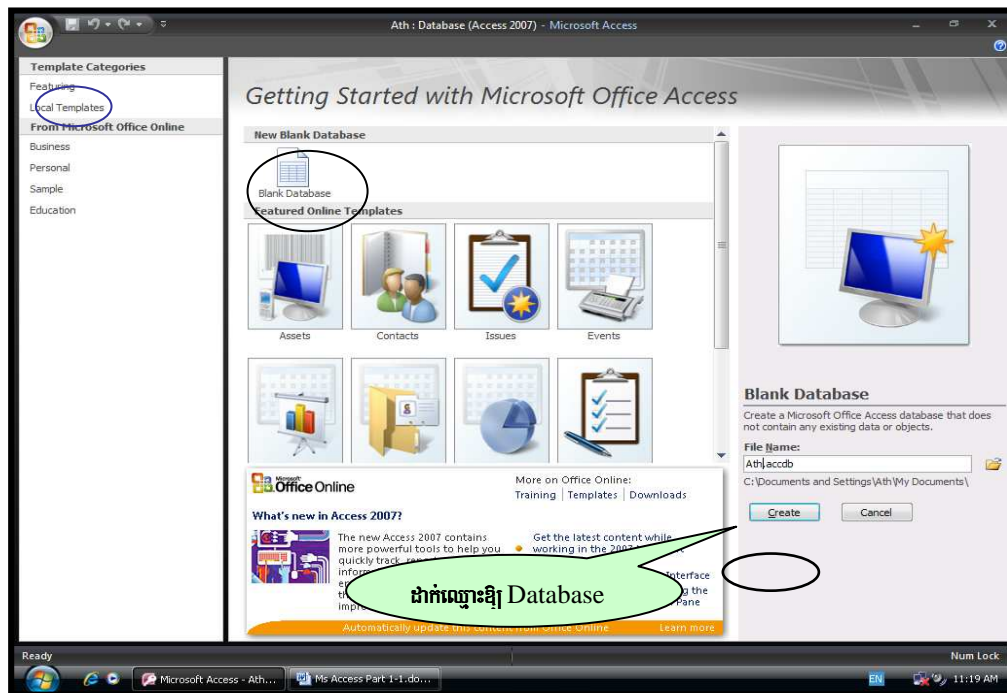 Ath : Database (Access 2007) - Microsoft Access
Template Categories
Featuring
Local Templates
From Microsoft Office Online
Business
Personal
Sample
Education
Getting Started with Microsoft Office Access
New Blank Database
Blank Database
Featured Online Templates
Assets
Contacts
Issues
Events
Microsoft
Office Online
More on Office Online:
Training | Templates | Downloads
What's new in Access 2007?
The new Access 2007 contains
more powerful tools to help you
quickly track,
Get the latest content while
working in the 2007
Interface
the
Pane
Automatically update this content from Office Online
Learn more
ដាក់ឈ្មោះឱ្យ Database
Blank Database
Create a Microsoft Office Access database that does
not contain any existing data or objects.
File Name:
Ath.accdb
C:\Documents and Settings\Ath\My Documents\
Create
Cancel
Ready
Num Lock
Microsoft Access - Ath...
Ms Access Part 1-1.do...
EN
11:19 AM